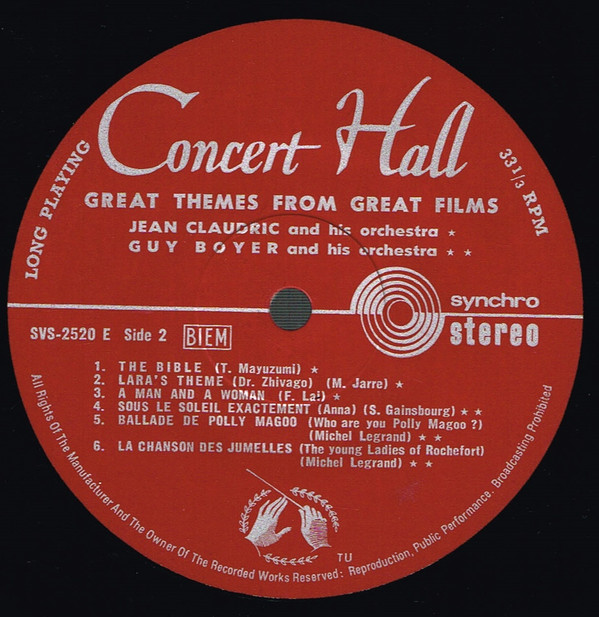 Concert Hall
LONG PLAYING
33 1/3 RPM
GREAT THEMES FROM GREAT FILMS
JEAN CLAUDRIC and his orchestra ★
GUY BOYER and his orchestra ★ ★
synchro
stereo
SVS-2520 E Side 2 BIEM
1. THE BIBLE (T. Mayuzumi) ★
2. LARA'S THEME (Dr. Zhivago) (M. Jarre) ★
3. A MAN AND A WOMAN (F. Lai) ★
4. SOUS LE SOLEIL EXACTEMENT (Anna) (S. Gainsbourg) ★ ★
5. BALLADE DE POLLY MAGOO (Who are you Polly Magoo ?)
(Michel Legrand) ★ ★
6. LA CHANSON DES JUMELLES (The young Ladies of Rochefort)
(Michel Legrand) ★ ★
TU
All Rights Of The Manufacturer And The Owner Of The Recorded Works Reserved: Reproduction, Public Performance. Broadcasting Prohibited